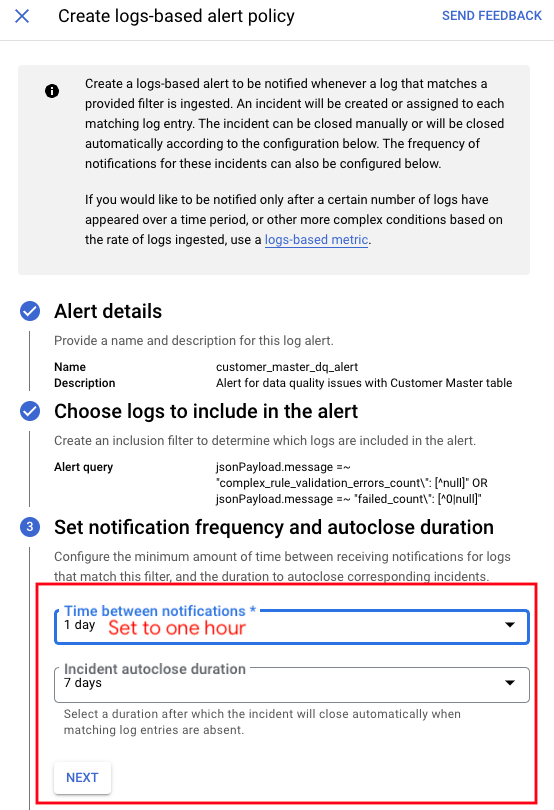 Create logs-based alert policy
SEND FEEDBACK
Create a logs-based alert to be notified whenever a log that matches a
provided filter is ingested. An incident will be created or assigned to each
matching log entry. The incident can be closed manually or will be closed
automatically according to the configuration below. The frequency of
notifications for these incidents can also be configured below.
If you would like to be notified only after a certain number of logs have
appeared over a time period, or other more complex conditions based on
the rate of logs ingested, use a logs-based metric.
Alert details
Provide a name and description for this log alert.
Name customer_master_dq_alert
Description Alert for data quality issues with Customer Master table
Choose logs to include in the alert
Create an inclusion filter to determine which logs are included in the alert.
Alert query jsonPayload.message =~
"complex_rule_validation_errors_count\": [^null]" OR
jsonPayload.message =~ "failed_count\": [^0|null]"
3 Set notification frequency and autoclose duration
Configure the minimum amount of time between receiving notifications for logs
that match this filter, and the duration to autoclose corresponding incidents.
Time between notifications *
1 day Set to one hour
Incident autoclose duration
7 days
Select a duration after which the incident will close automatically when
matching log entries are absent.
NEXT